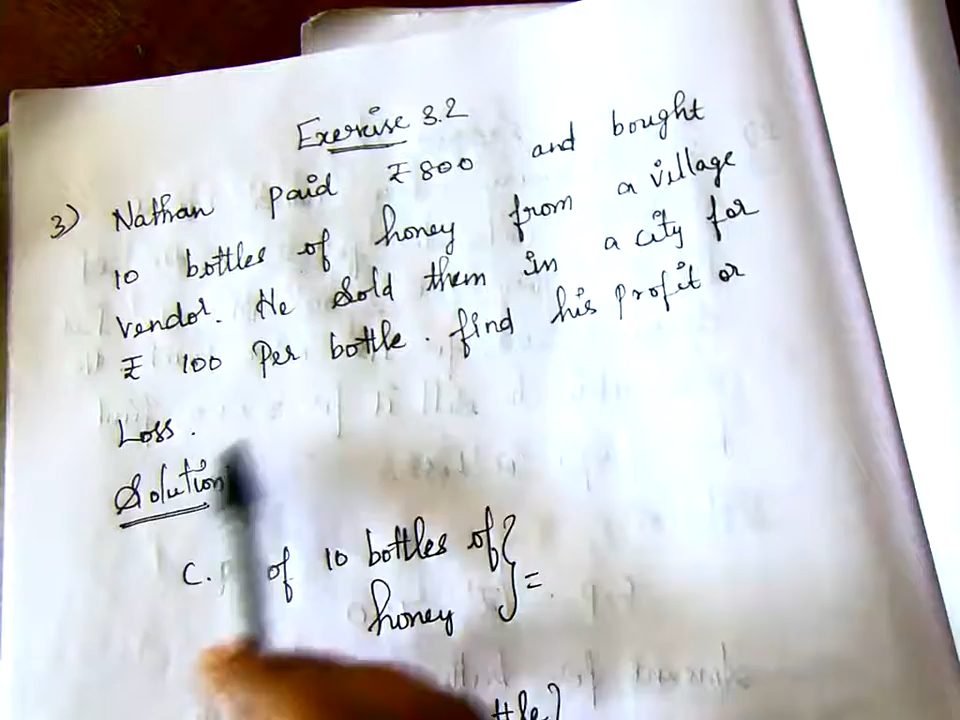 Exercise 3.2
3) Nathan paid ₹800 and bought
10 bottles of honey from a village
vendor. He sold them in a city for
₹ 100 Per bottle. find his profit or
Loss.
Solution
C. of 10 bottles of } =
honey